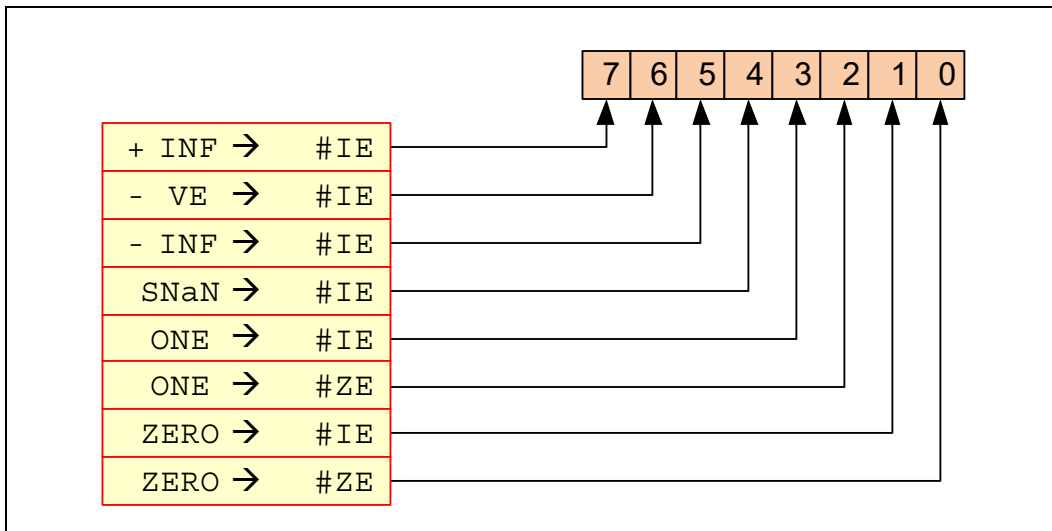 7 6 5 4 3 2 1 0
+ INF → #IE
- VE → #IE
- INF → #IE
SNaN → #IE
ONE → #IE
ONE → #ZE
ZERO → #IE
ZERO → #ZE